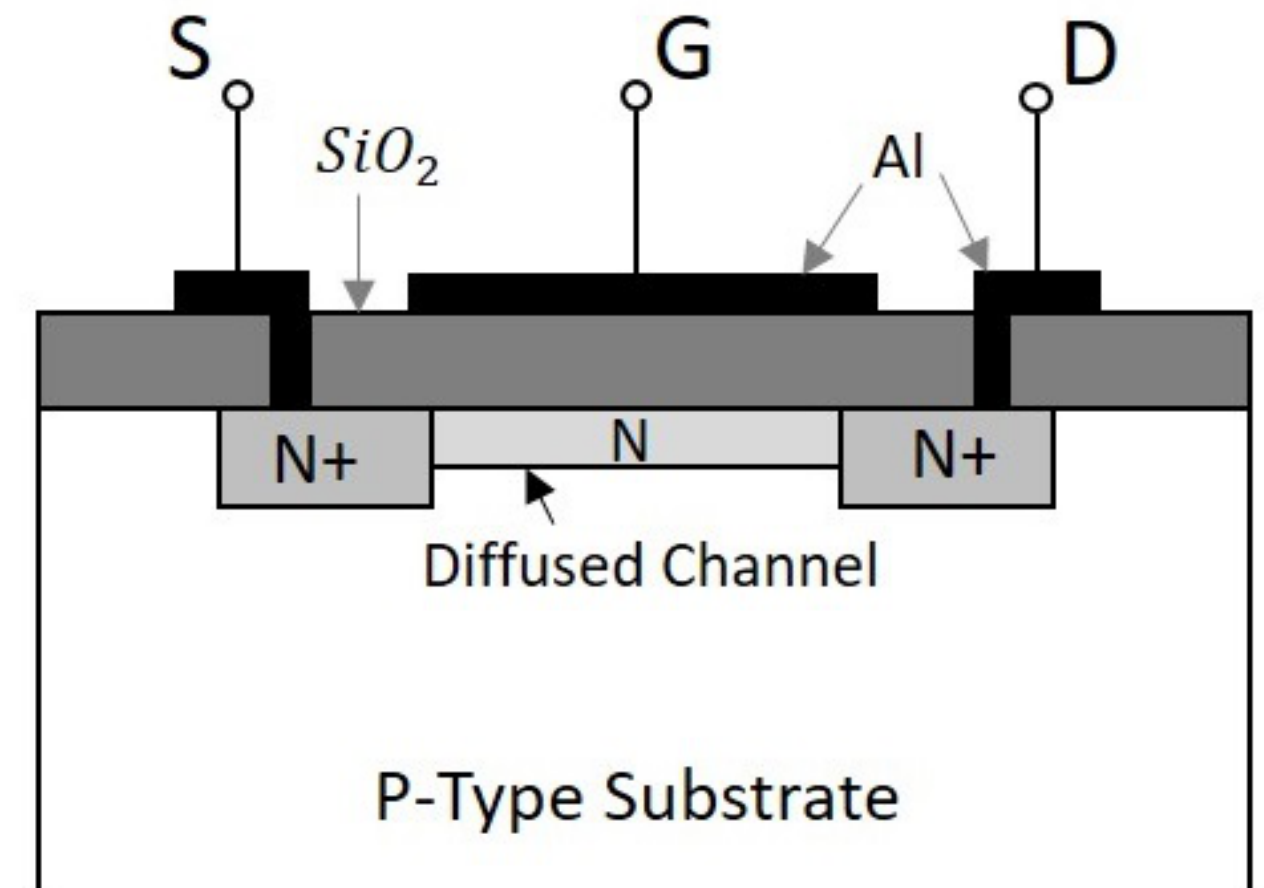 S
G
D
SiO₂
Al
N+
N
N+
Diffused Channel
P-Type Substrate